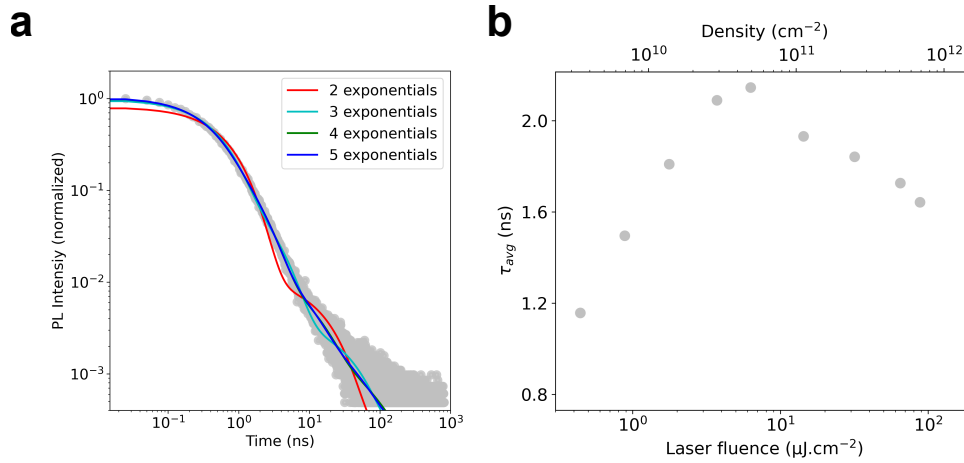 a
b
2 exponentials
3 exponentials
4 exponentials
5 exponentials
10⁰
10⁻¹
10⁻²
10⁻³
PL Intensiy (normalized)
10⁻¹ 10⁰ 10¹ 10² 10³
Time (ns)
Density (cm⁻²)
10¹⁰ 10¹¹ 10¹²
2.0
1.6
1.2
0.8
τavg (ns)
10⁰ 10¹ 10²
Laser fluence (µJ.cm⁻²)